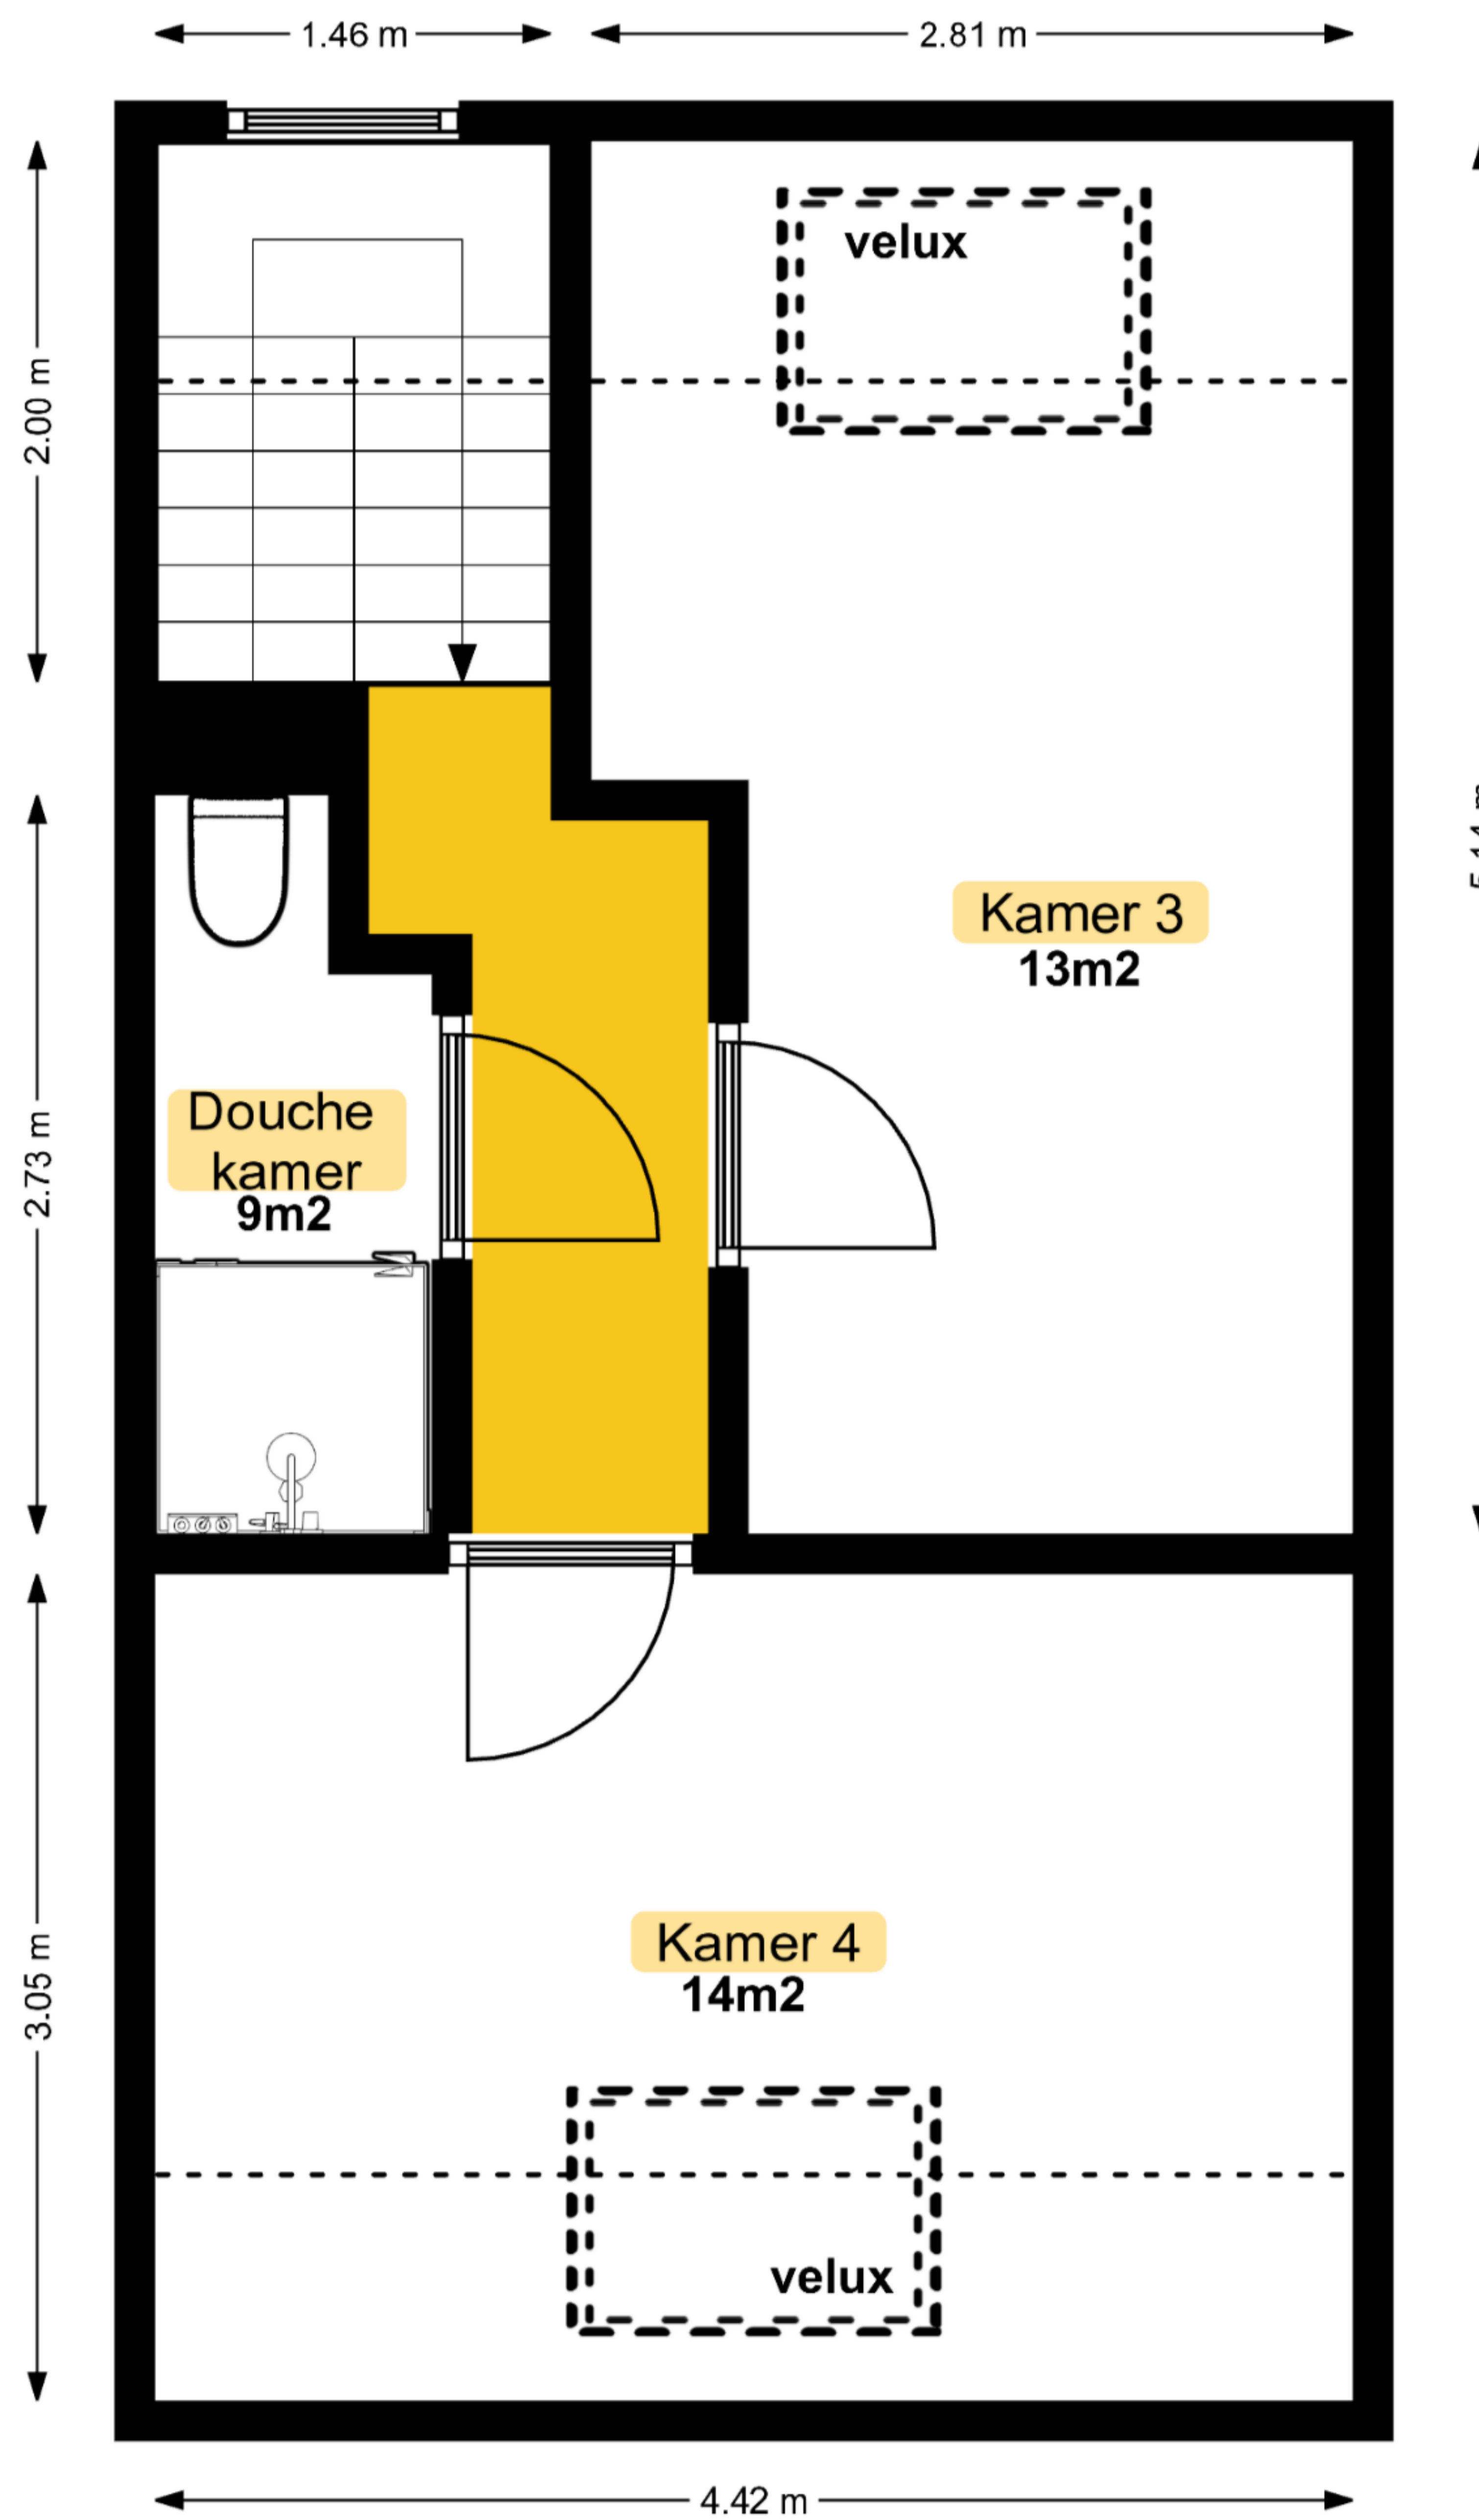 1.46 m
2.81 m
velux
2.00 m
Kamer 3
13m2
Douche
kamer
9m2
2.73 m
Kamer 4
14m2
3.05 m
velux
4.42 m